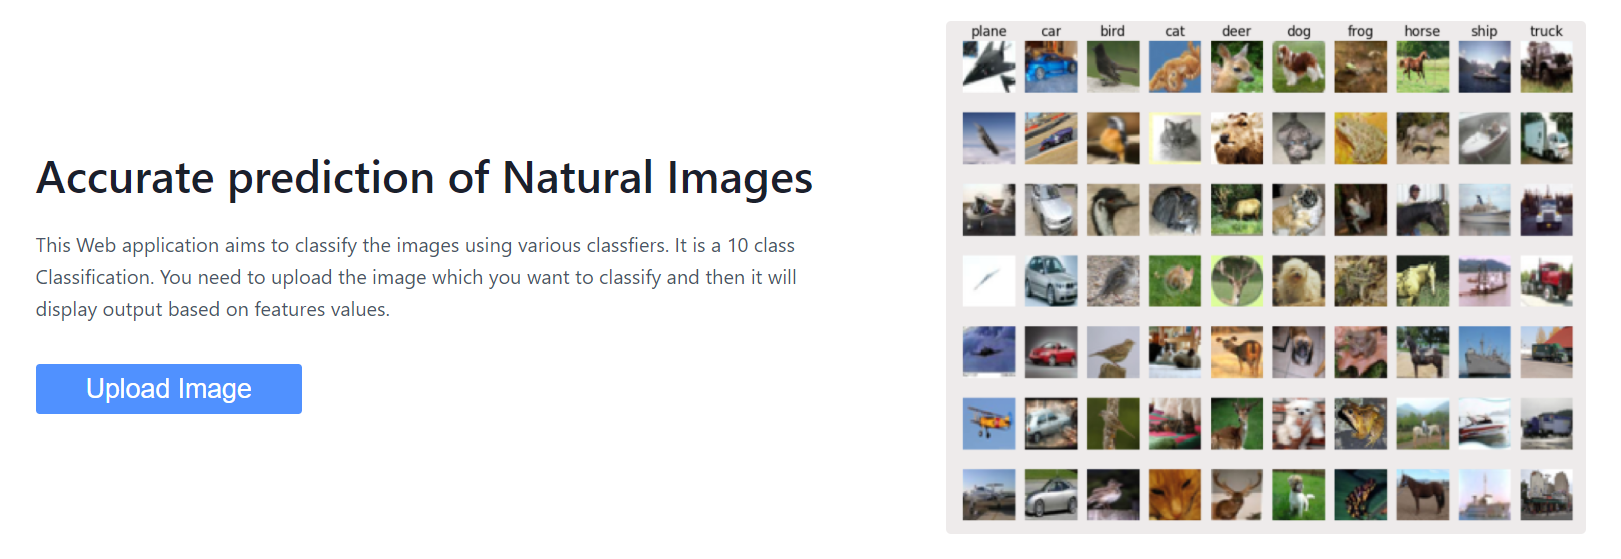 Accurate prediction of Natural Images
This Web application aims to classify the images using various classfiers. It is a 10 class
Classification. You need to upload the image which you want to classify and then it will
display output based on features values.
Upload Image
plane car bird cat deer dog frog horse ship truck